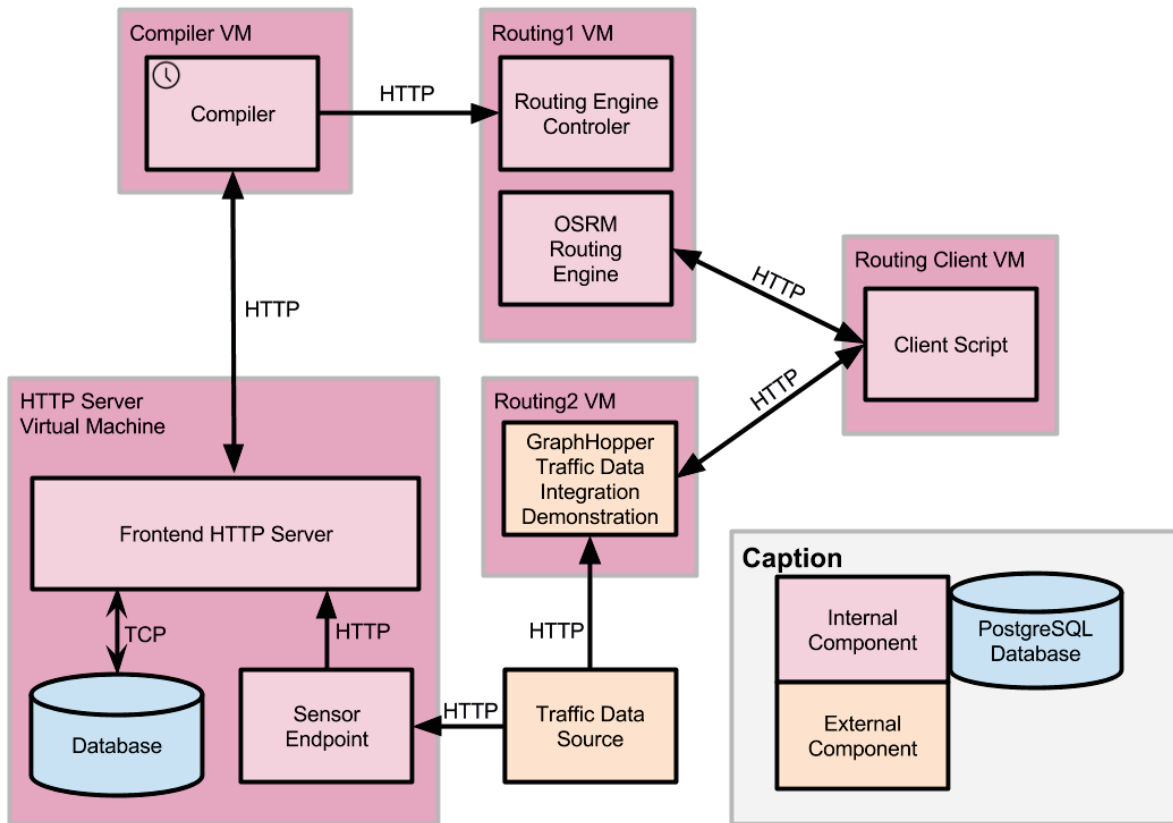 Compiler VM
Compiler
HTTP
Routing1 VM
Routing Engine
Controler
OSRM
Routing
Engine
HTTP
Routing Client VM
Client Script
HTTP
HTTP
HTTP Server
Virtual Machine
Frontend HTTP Server
TCP
HTTP
Database
Sensor
Endpoint
HTTP
Routing2 VM
GraphHopper
Traffic Data
Integration
Demonstration
HTTP
Traffic Data
Source
Caption
Internal
Component
PostgreSQL
Database
External
Component